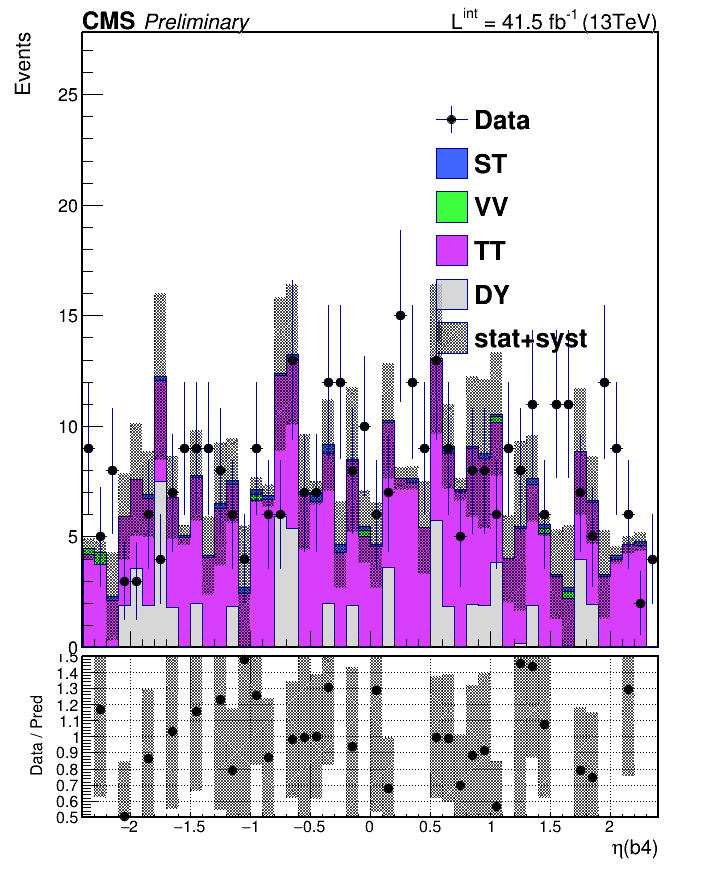 CMS Preliminary L^int = 41.5 fb^-1 (13TeV)
Events
25
20
15
10
5
0
Data
ST
VV
TT
DY
stat+syst
Data / Pred
1.5
1.4
1.3
1.2
1.1
1
0.9
0.8
0.7
0.6
0.5
−2 −1.5 −1 −0.5 0 0.5 1 1.5 2
η(b4)